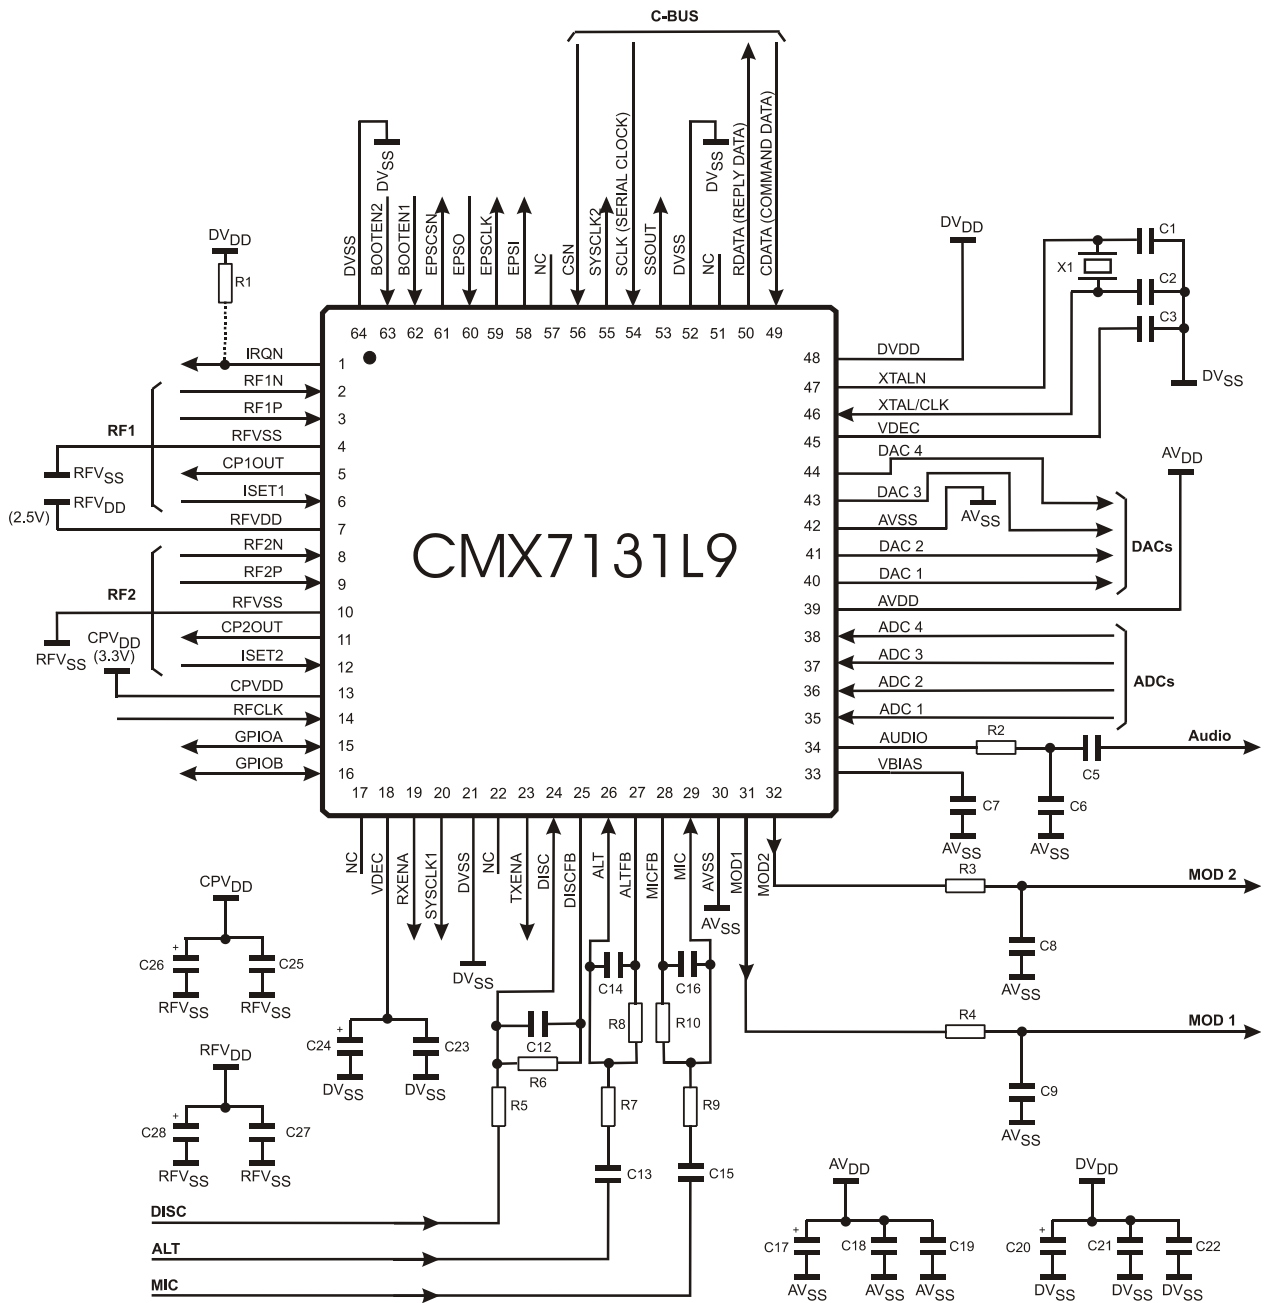 C-BUS
DVSS
DVSS
DVSS
BOOTEN2
BOOTEN1
EPSCSN
EPSO
EPSCLK
EPSI
NC
CSN
SYSCLK2
SCLK (SERIAL CLOCK)
SSOUT
DVSS
NC
RDATA (REPLY DATA)
CDATA (COMMAND DATA)
64 63 62 61 60 59 58 57 56 55 54 53 52 51 50 49
DVDD
R1
IRQN 1
RF1N 2
RF1P 3
RF1
RFVSS 4
RFVSS
CP1OUT 5
ISET1 6
RFVDD
(2.5V)
RFVDD 7
RF2N 8
RF2P 9
RF2
RFVSS 10
RFVSS
CP2OUT 11
ISET2 12
CPVDD
(3.3V)
CPVDD 13
RFCLK 14
GPIOA 15
GPIOB 16
CMX7131L9
DVDD
C1
X1
C2
C3
DVSS
48 DVDD
47 XTALN
46 XTAL/CLK
45 VDEC
44 DAC 4
43 DAC 3
42 AVSS
AVSS
41 DAC 2
40 DAC 1
DACs
AVDD
39 AVDD
38 ADC 4
37 ADC 3
36 ADC 2
35 ADC 1
ADCs
34 AUDIO
R2
C5
Audio
33 VBIAS
C7
C6
AVSS
AVSS
17 18 19 20 21 22 23 24 25 26 27 28 29 30 31 32
NC
VDEC
RXENA
SYSCLK1
DVSS
NC
TXENA
DISC
DISCFB
ALT
ALTFB
MICFB
MIC
AVSS
MOD1
MOD2
AVSS
DVSS
R3
MOD 2
C8
AVSS
R4
MOD 1
C9
AVSS
CPVDD
+
C26
C25
RFVSS
RFVSS
RFVDD
+
C28
C27
RFVSS
RFVSS
+
C24
C23
DVSS
DVSS
C14
C16
R8
R10
C12
R6
R5
R7
R9
C13
C15
DISC
ALT
MIC
AVDD
+
C17
C18
C19
AVSS
AVSS
AVSS
DVDD
+
C20
C21
C22
DVSS
DVSS
DVSS